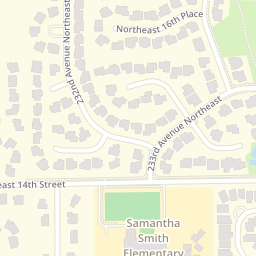 Northeast 16th Place
232nd Avenue Northeast
233rd Avenue Northeast
east 14th Street
Samantha
Smith
Elementary